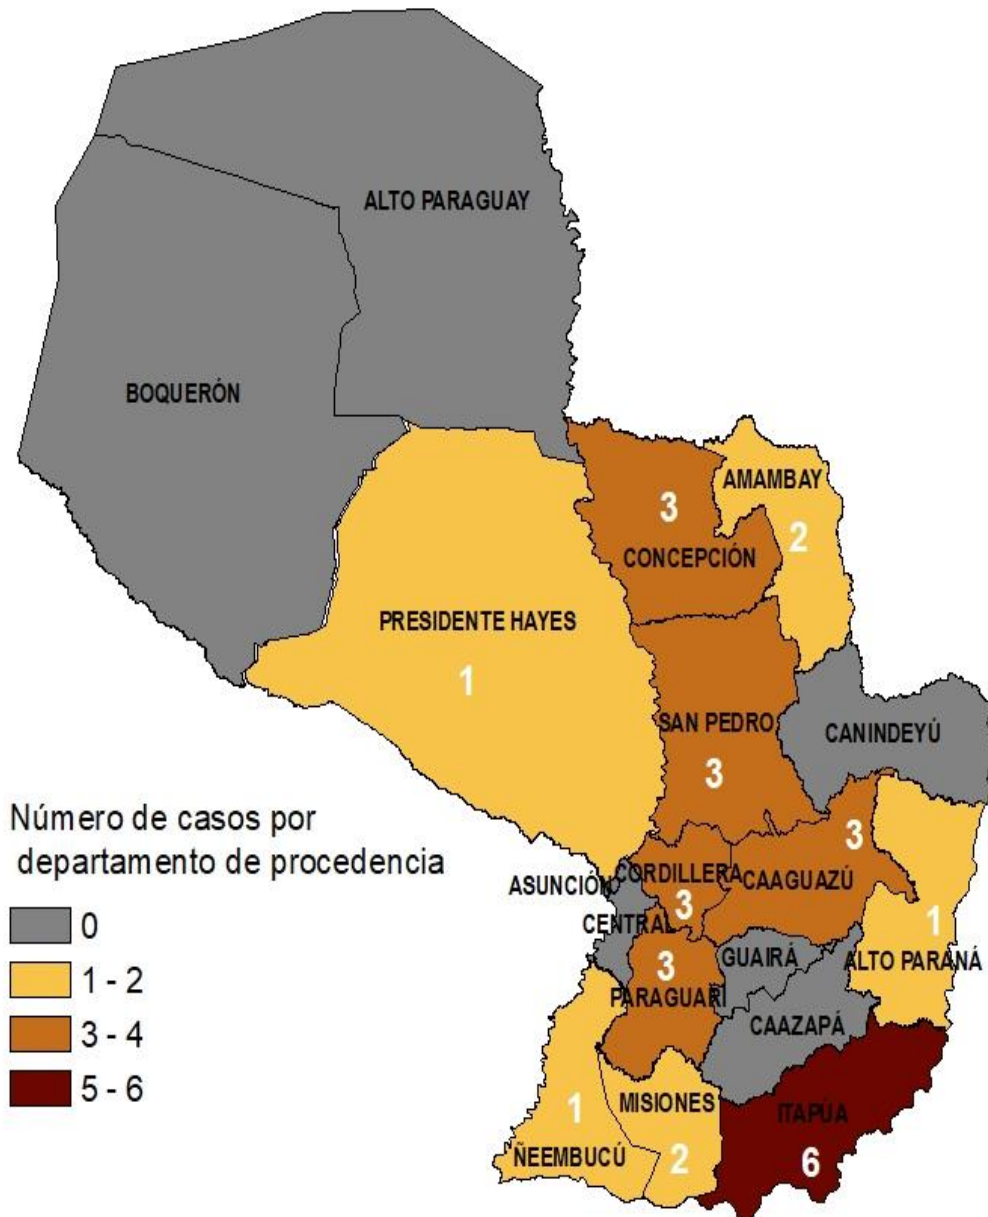 ALTO PARAGUAY
BOQUERÓN
AMAMBAY
3
2
CONCEPCIÓN
PRESIDENTE HAYES
1
SAN PEDRO
CANINDEYÚ
3
Número de casos por
departamento de procedencia
3
CORDILLERA
CAAGUAZÚ
ASUNCIÓN
3
CENTRAL
1
3
GUAIRÁ
ALTO PARANÁ
PARAGUARÍ
CAAZAPÁ
0
1 - 2
3 - 4
5 - 6
1
MISIONES
ITAPÚA
ÑEEMBUCÚ
2
6